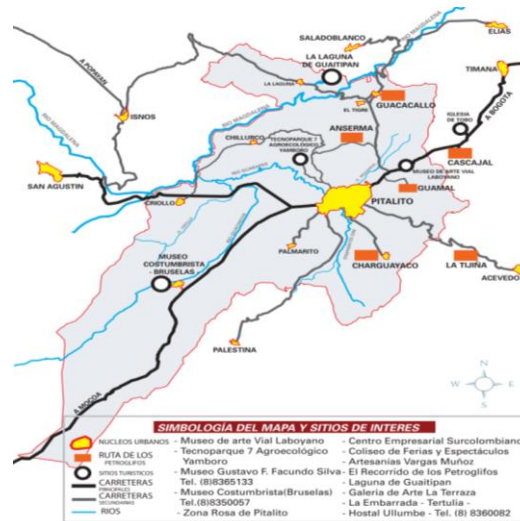 ELIAS
SALADOBLANCO
LA LAGUNA
DE GUAITIPAN
RIO MAGDALENA
A POPAYAN
TIMANA
LA LAGUNA
A BOGOTA
GUACACALLO
EL TIGRE
ISNOS
RIO MAGDALENA
IGLESIA
DE TOBO
TECNOPARQUE 7
AGROECOLÓGICO
YAMBORO
ANSERMA
CHILLURCO
CASCAJAL
MUSEO DE ARTE VIAL
LABOYANO
SAN AGUSTIN
GUAMAL
CRIOLLO
PITALITO
MUSEO
COSTUMBRISTA
- BRUSELAS
PALMARITO
CHARGUAYACO
LA TIJIÑA
ACEVEDO
PALESTINA
A MOCOA
N
W E
S
SIMBOLOGÍA DEL MAPA Y SITIOS DE INTERES
NUCLEOS URBANOS
RUTA DE LOS
PETROGLIFOS
SITIOS TURISTICOS
CARRETERAS
PRINCIPALES
CARRETERAS
SECUNDARIAS
RIOS
- Museo de arte Vial Laboyano
- Tecnoparque 7 Agroecológico
Yamboro
- Museo Gustavo F. Facundo Silva
Tel. (8)8365133
- Museo Costumbrista(Bruselas)
Tel.(8)8350057
- Zona Rosa de Pitalito
- Centro Empresarial Surcolombiano
- Coliseo de Ferias y Espectáculos
- Artesanías Vargas Muñoz
- El Recorrido de los Petroglifos
- Laguna de Guaitipan
- Galeria de Arte La Terraza
- La Embarrada - Tertulia -
- Hostal Ullumbe - Tel. (8) 8360082